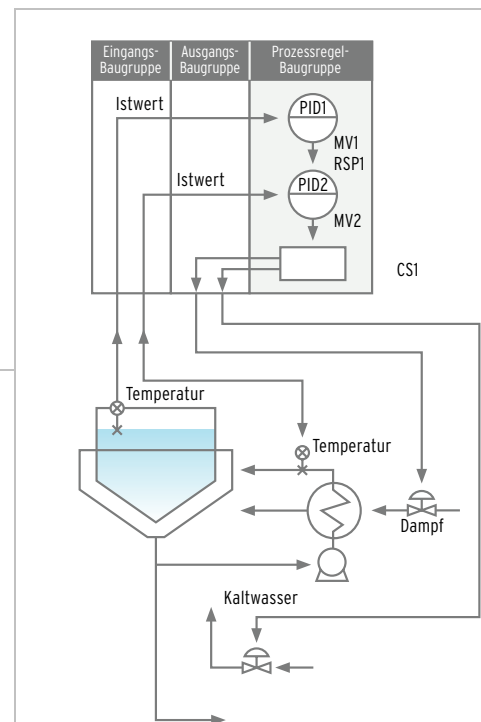 Eingangs-
Baugruppe
Ausgangs-
Baugruppe
Prozessregel-
Baugruppe
Istwert
PID1
MV1
RSP1
Istwert
PID2
MV2
CS1
Temperatur
Temperatur
Dampf
Kaltwasser